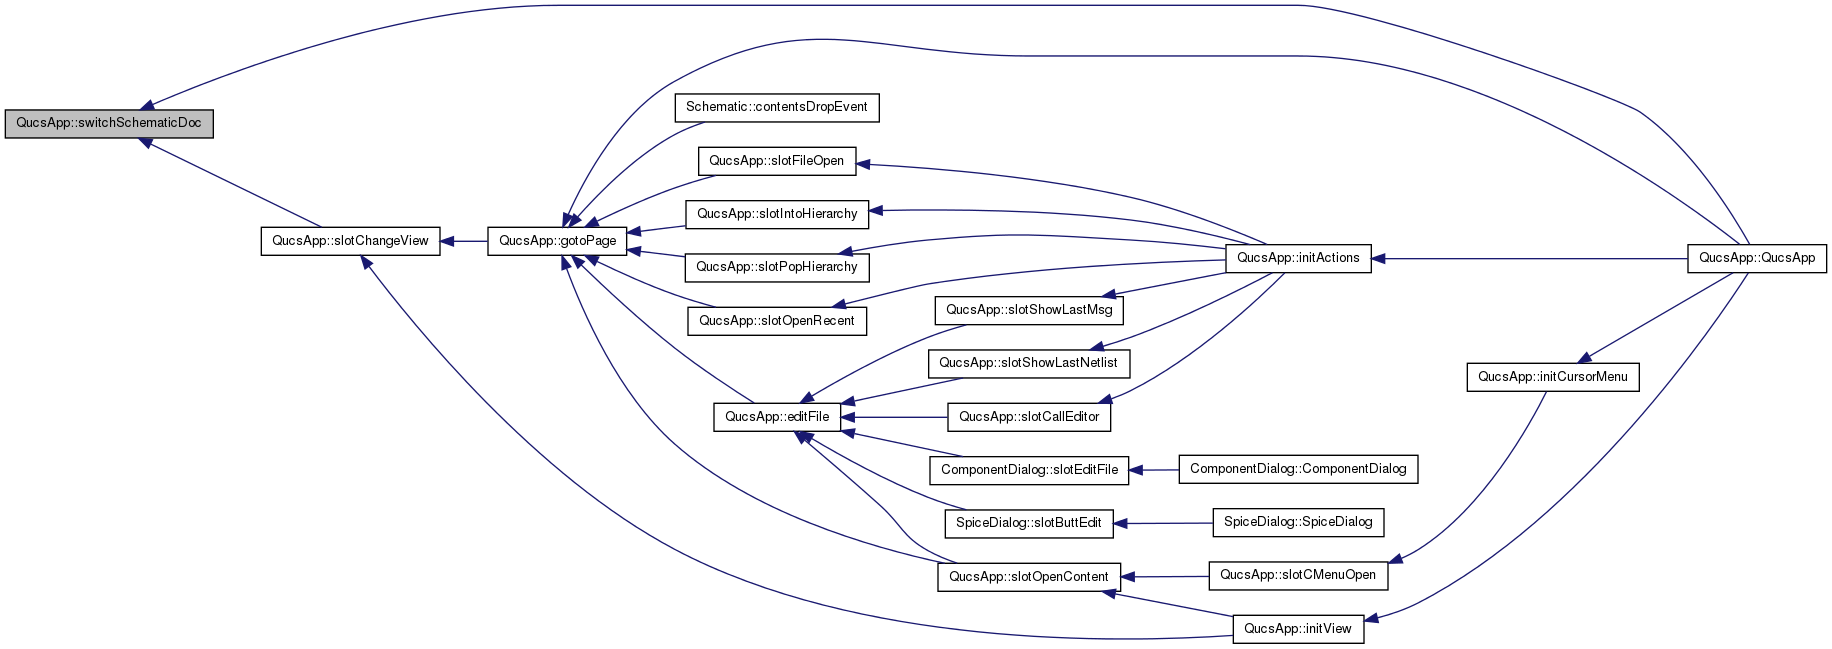 QucsApp::switchSchematicDoc
QucsApp::slotChangeView
QucsApp::gotoPage
Schematic::contentsDropEvent
QucsApp::slotFileOpen
QucsApp::slotIntoHierarchy
QucsApp::slotPopHierarchy
QucsApp::slotOpenRecent
QucsApp::editFile
QucsApp::slotShowLastMsg
QucsApp::slotShowLastNetlist
QucsApp::slotCallEditor
ComponentDialog::slotEditFile
SpiceDialog::slotButtEdit
QucsApp::slotOpenContent
QucsApp::initActions
ComponentDialog::ComponentDialog
SpiceDialog::SpiceDialog
QucsApp::slotCMenuOpen
QucsApp::initView
QucsApp::initCursorMenu
QucsApp::QucsApp